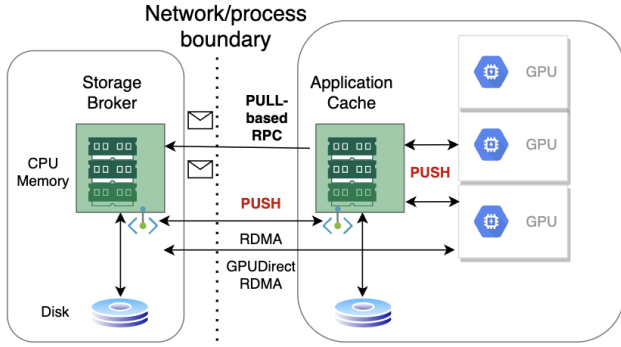 Network/process
boundary
Storage
Broker
CPU
Memory
Disk
PULL-
based
RPC
PUSH
RDMA
GPUDirect
RDMA
Application
Cache
PUSH
GPU
GPU
GPU